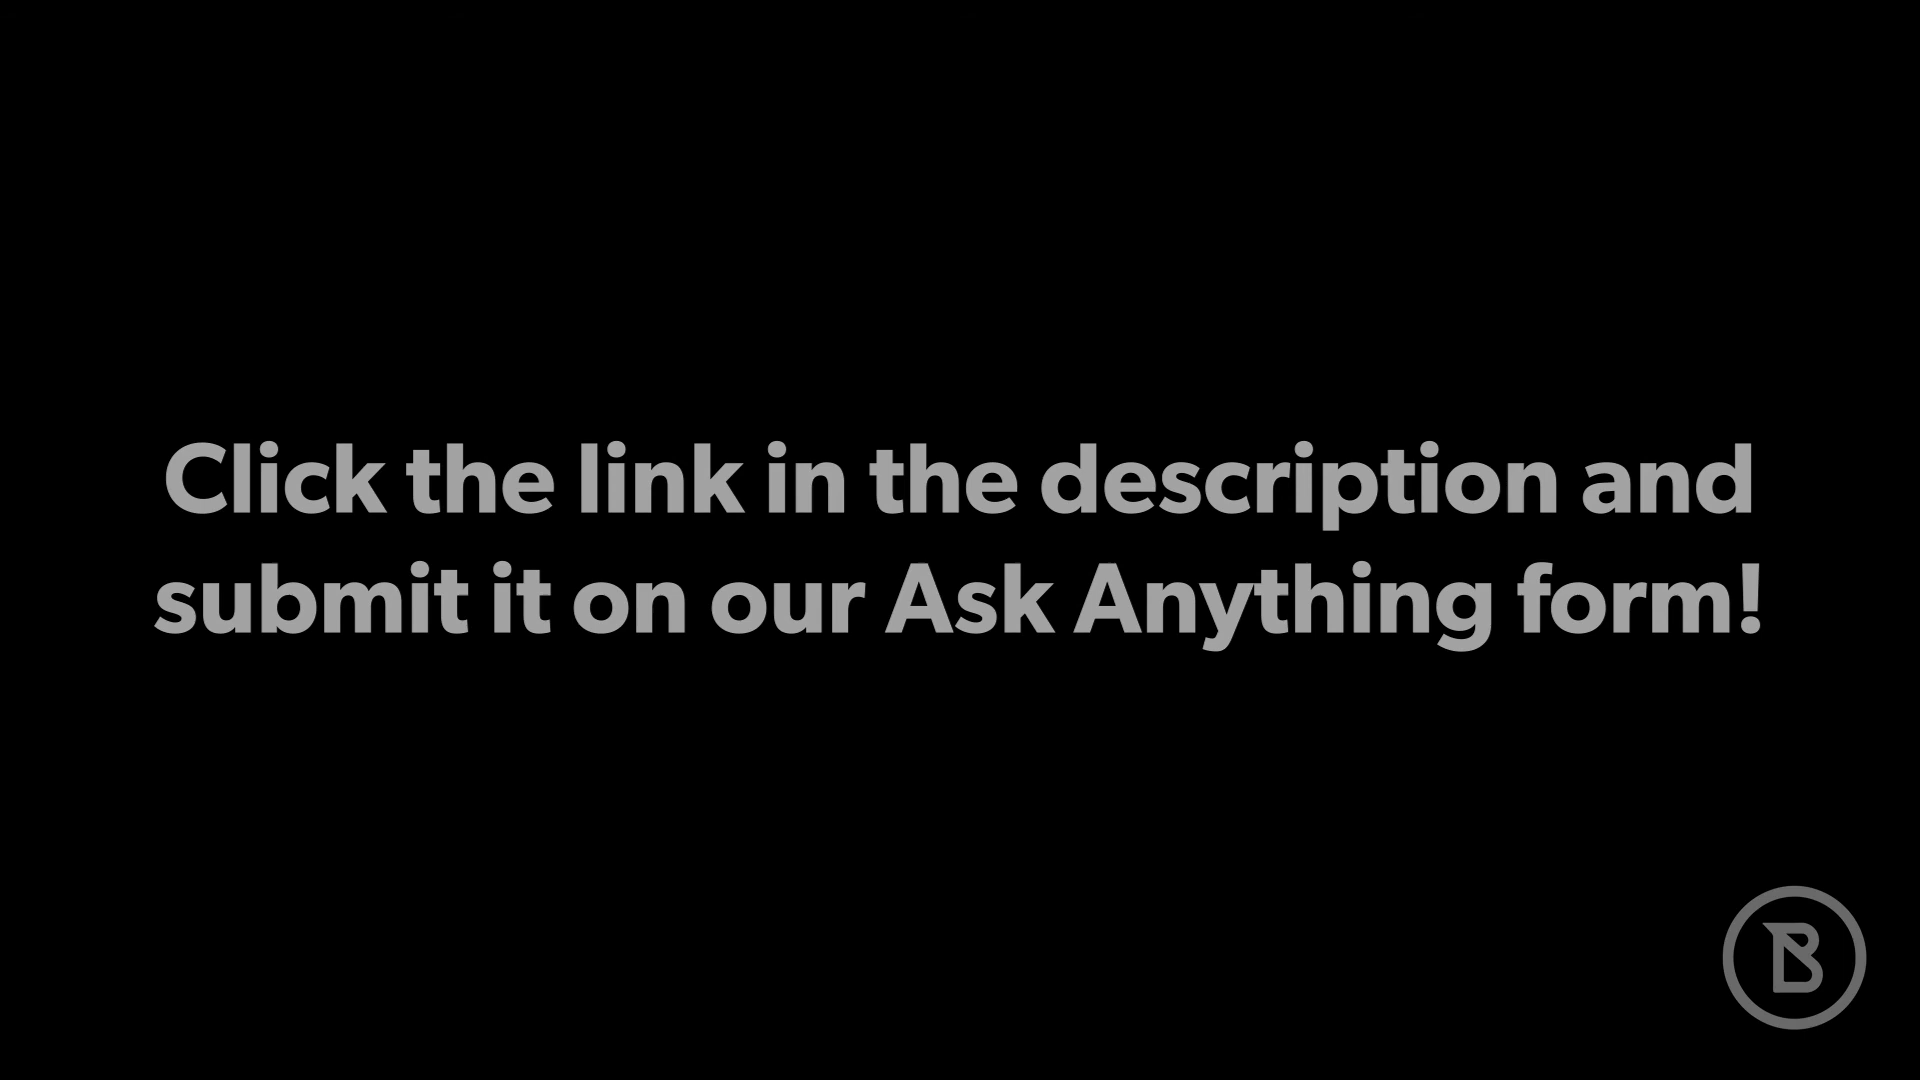 Click the link in the description and
submit it on our Ask Anything form!
B